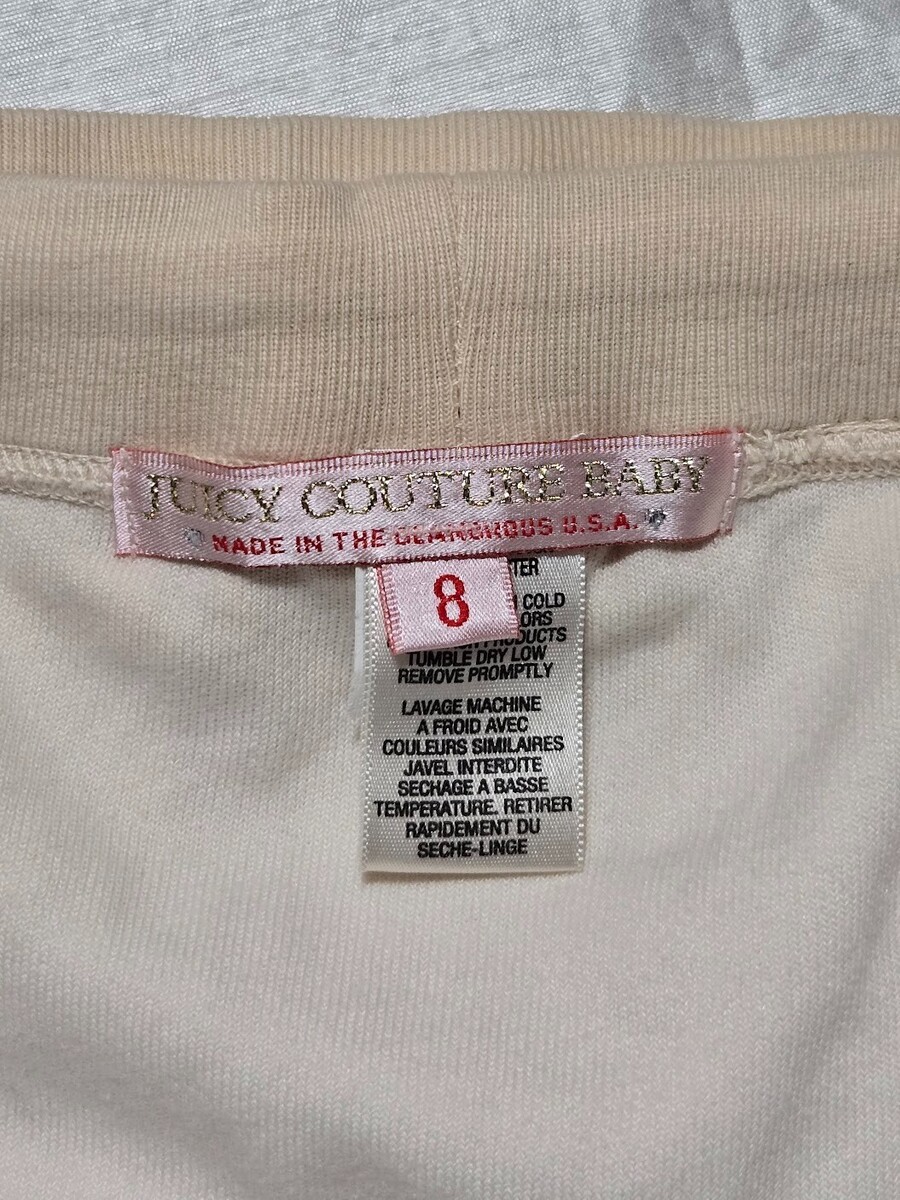 JUICY COUTURE BABY
MADE IN THE GLAMOROUS U.S.A.
8
TER
COLD
ORS
PRODUCTS
TUMBLE DRY LOW
REMOVE PROMPTLY
LAVAGE MACHINE
A FROID AVEC
COULEURS SIMILAIRES
JAVEL INTERDITE
SECHAGE A BASSE
TEMPERATURE. RETIRER
RAPIDEMENT DU
SECHE-LINGE